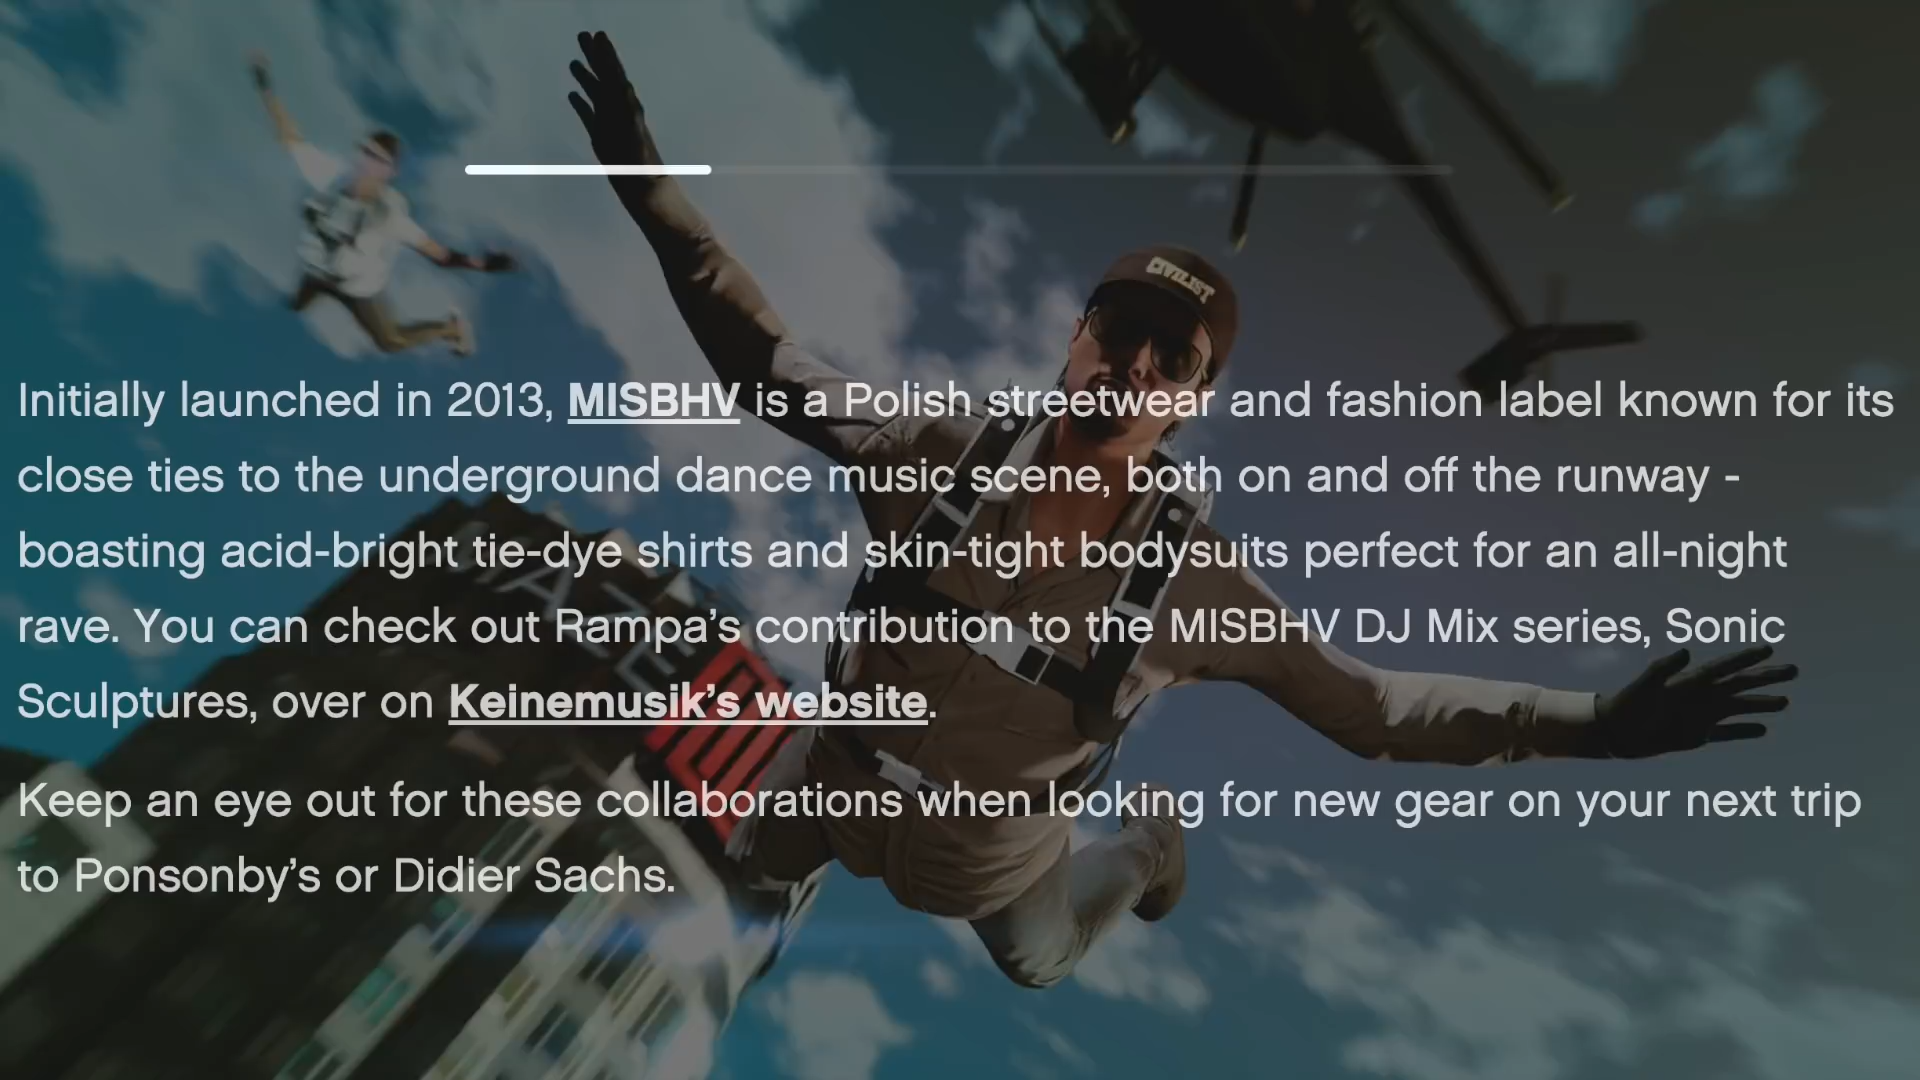 CIVILIST
Initially launched in 2013, MISBHV is a Polish streetwear and fashion label known for its
close ties to the underground dance music scene, both on and off the runway -
boasting acid-bright tie-dye shirts and skin-tight bodysuits perfect for an all-night
rave. You can check out Rampa’s contribution to the MISBHV DJ Mix series, Sonic
Sculptures, over on Keinemusik’s website.
Keep an eye out for these collaborations when looking for new gear on your next trip
to Ponsonby’s or Didier Sachs.